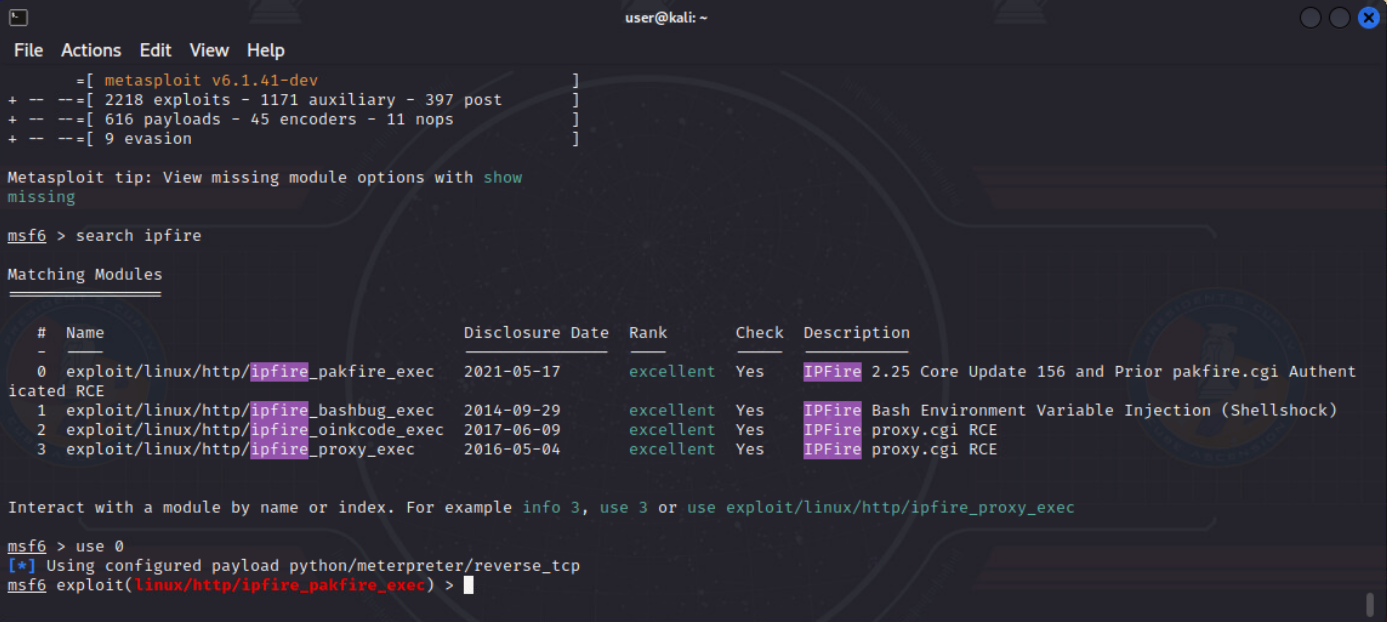 user@kali: ~
File Actions Edit View Help
=[ metasploit v6.1.41-dev ]
+ -- --=[ 2218 exploits - 1171 auxiliary - 397 post ]
+ -- --=[ 616 payloads - 45 encoders - 11 nops ]
+ -- --=[ 9 evasion ]
Metasploit tip: View missing module options with show
missing
msf6 > search ipfire
Matching Modules
================
# Name Disclosure Date Rank Check Description
- ---- --------------- ---- ----- -----------
0 exploit/linux/http/ipfire_pakfire_exec 2021-05-17 excellent Yes IPFire 2.25 Core Update 156 and Prior pakfire.cgi Authent
icated RCE
1 exploit/linux/http/ipfire_bashbug_exec 2014-09-29 excellent Yes IPFire Bash Environment Variable Injection (Shellshock)
2 exploit/linux/http/ipfire_oinkcode_exec 2017-06-09 excellent Yes IPFire proxy.cgi RCE
3 exploit/linux/http/ipfire_proxy_exec 2016-05-04 excellent Yes IPFire proxy.cgi RCE
Interact with a module by name or index. For example info 3, use 3 or use exploit/linux/http/ipfire_proxy_exec
msf6 > use 0
[*] Using configured payload python/meterpreter/reverse_tcp
msf6 exploit(linux/http/ipfire_pakfire_exec) >